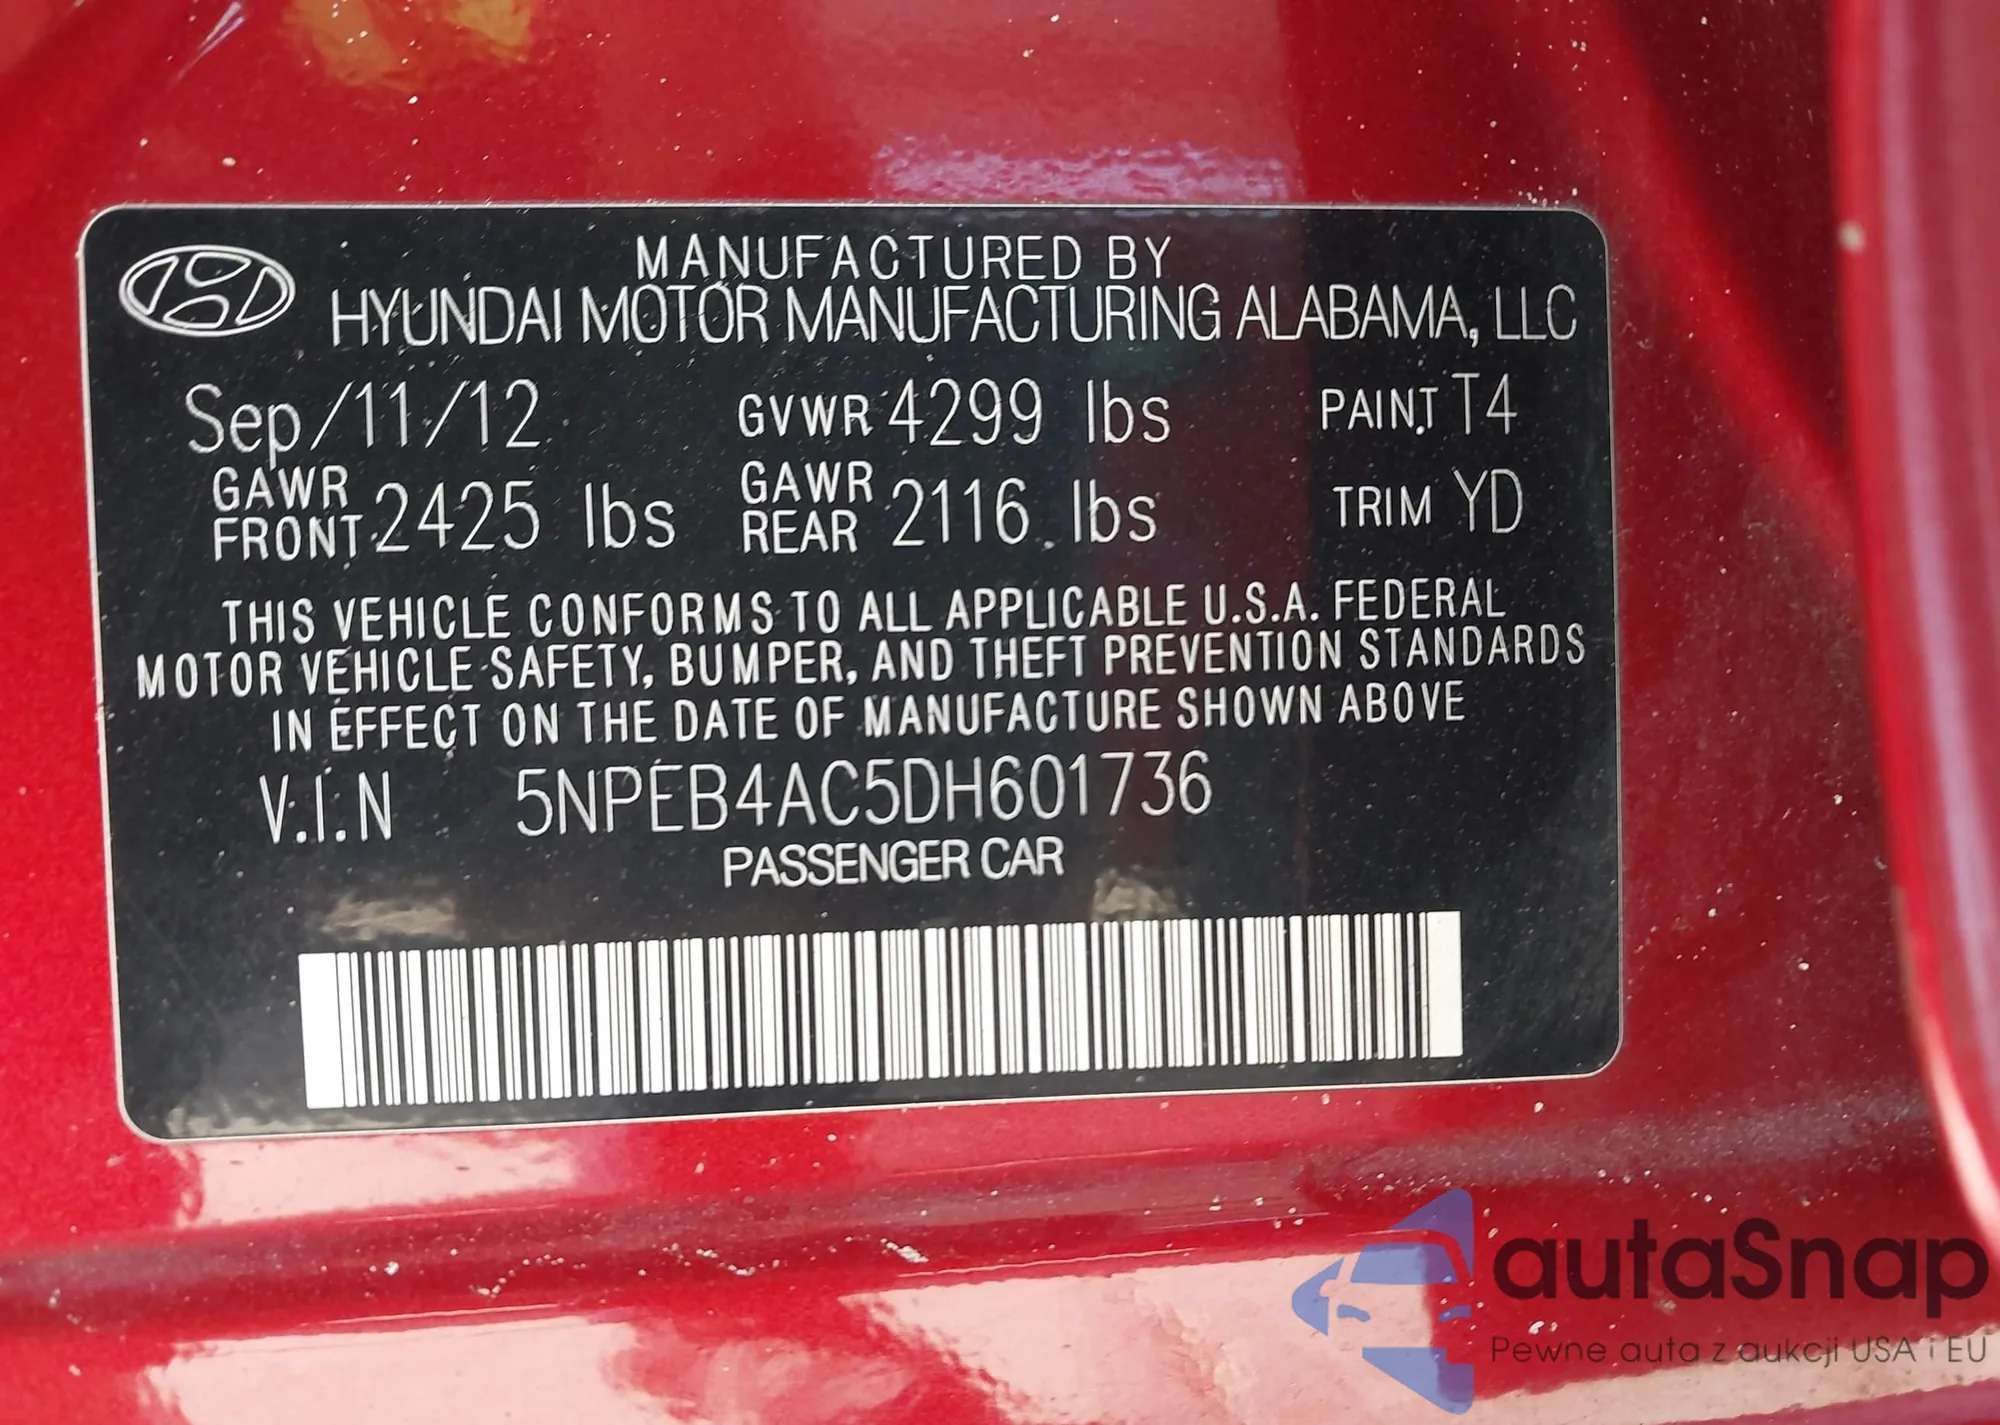 MANUFACTURED BY
HYUNDAI MOTOR MANUFACTURING ALABAMA, LLC
Sep/11/12 GVWR 4299 lbs PAINT T4
GAWR FRONT 2425 lbs GAWR REAR 2116 lbs TRIM YD
THIS VEHICLE CONFORMS TO ALL APPLICABLE U.S.A. FEDERAL
MOTOR VEHICLE SAFETY, BUMPER, AND THEFT PREVENTION STANDARDS
IN EFFECT ON THE DATE OF MANUFACTURE SHOWN ABOVE
V.I.N 5NPEB4AC5DH601736
PASSENGER CAR
autaSnap
Pewne auta z aukcji USA i EU